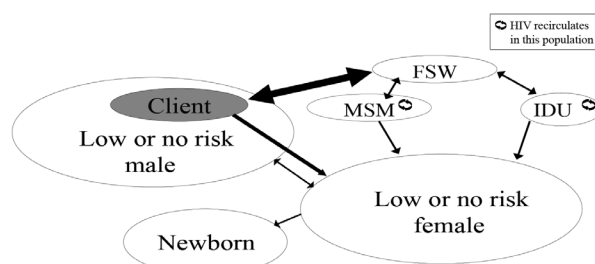 HIV recirculates
in this population
FSW
Client
MSM
IDU
Low or no risk
male
Low or no risk
female
Newborn